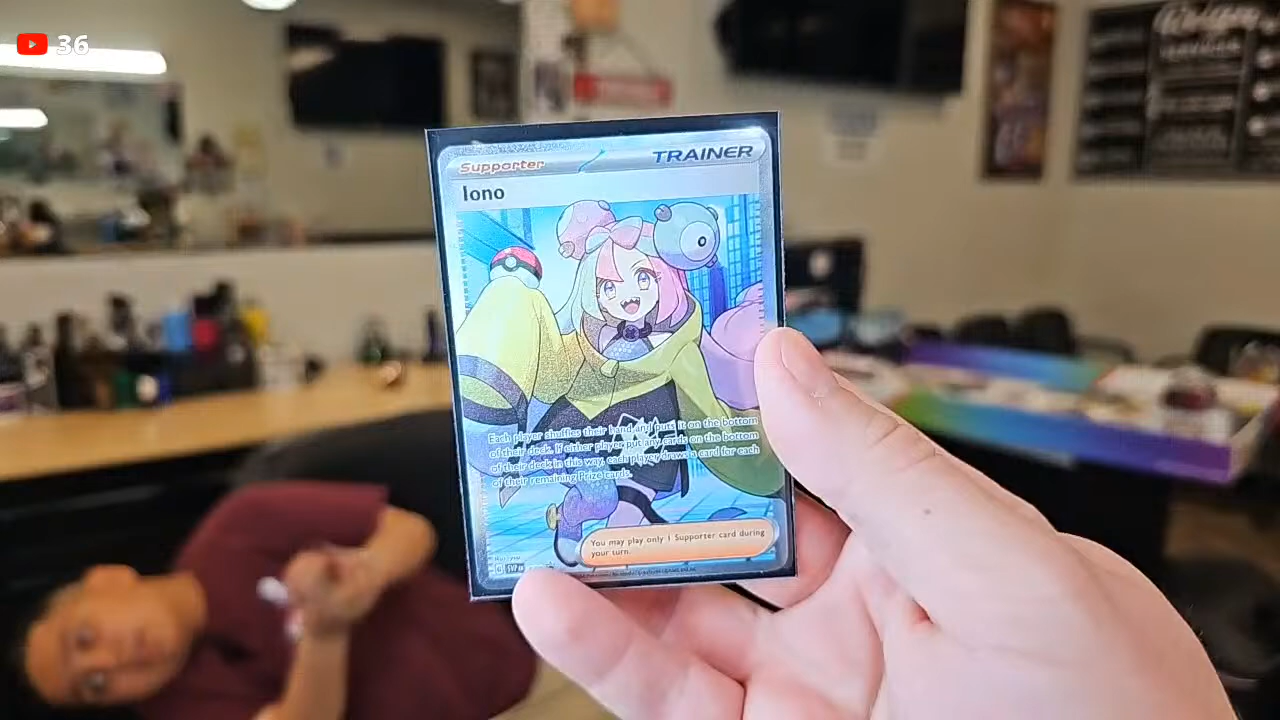 36
Supporter
TRAINER
Iono
Each player shuffles their hand and puts it on the bottom
of their deck. If either player put any cards on the bottom
of their deck in this way, each player draws a card for each
of their remaining Prize cards.
You may play only 1 Supporter card during
your turn.
SVP EN